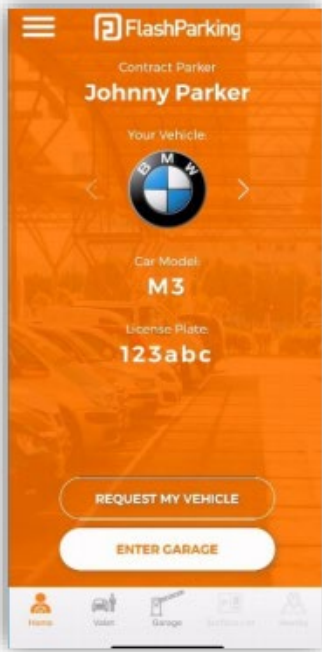 FlashParking
Contract Parker
Johnny Parker
Your Vehicle:
BMW
Car Model:
M3
License Plate:
123abc
REQUEST MY VEHICLE
ENTER GARAGE
Home
Valet
Garage